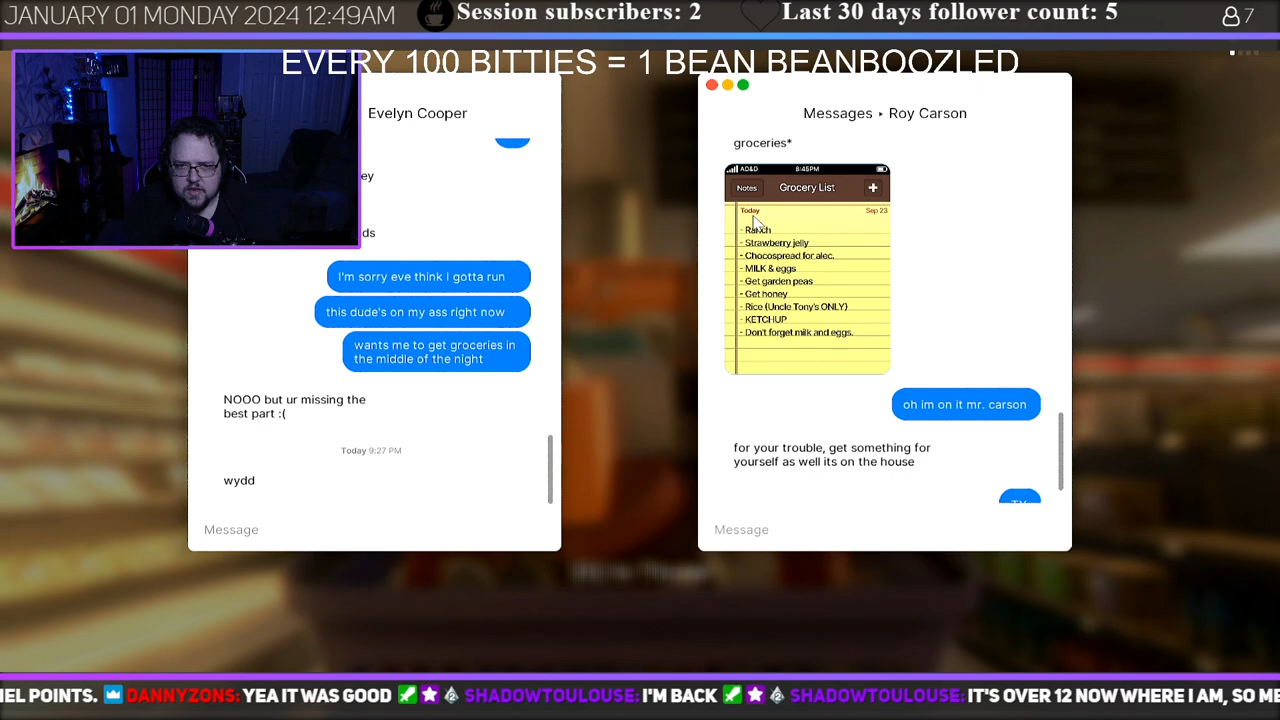 JANUARY 01 MONDAY 2024 12:49AM
Session subscribers: 2
Last 30 days follower count: 5
7
EVERY 100 BITTIES = 1 BEAN BEANBOOZLED
Evelyn Cooper
I'm sorry eve think I gotta run
this dude's on my ass right now
wants me to get groceries in
the middle of the night
NOOO but ur missing the
best part :(
Today 9:27 PM
wydd
Message
Messages ‣ Roy Carson
groceries*
AD&D 8:45PM
Notes Grocery List +
Today Sep 23
- Ranch
- Strawberry jelly
- Chocospread for alec.
- MILK & eggs
- Get garden peas
- Get honey
- Rice (Uncle Tony's ONLY)
- KETCHUP
- Don't forget milk and eggs.
oh im on it mr. carson
for your trouble, get something for
yourself as well its on the house
Message
POINTS. DANNYZONS: YEA IT WAS GOOD SHADOWTOULOUSE: I'M BACK SHADOWTOULOUSE: IT'S OVER 12 NOW WHERE I AM, SO